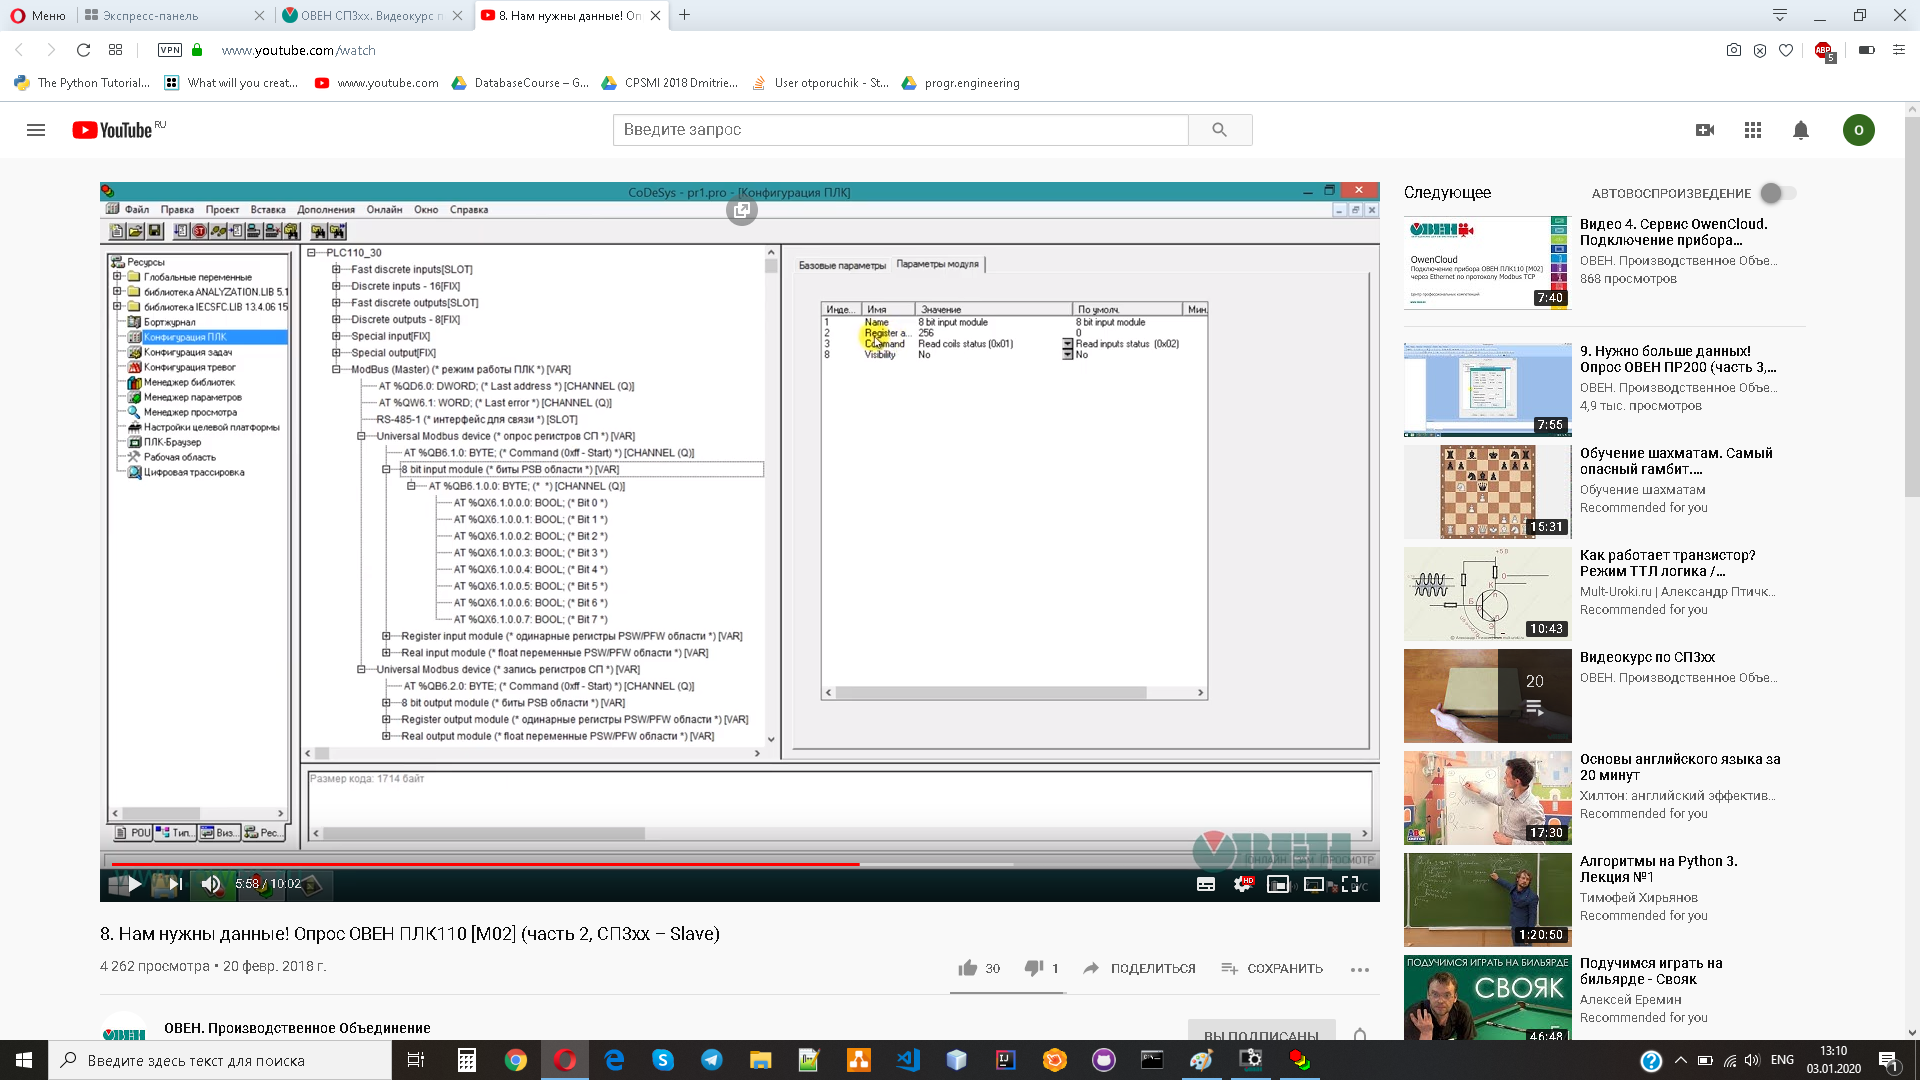 Меню
Экспресс-панель
ОВЕН СП3хх. Видеокурс п
8. Нам нужны данные! Оп
VPN
www.youtube.com/watch
ABP
5
The Python Tutorial...
What will you creat...
www.youtube.com
DatabaseCourse – G...
CPSMI 2018 Dmitrie...
User otporuchik - St...
progr.engineering
YouTube RU
Введите запрос
O
CoDeSys - pr1.pro - [Конфигурация ПЛК]
Файл Правка Проект Вставка Дополнения Онлайн Окно Справка
Ресурсы
Глобальные переменные
библиотека ANALYZATION.LIB 5.1
библиотека IECSFC.LIB 13.4.06 15
Бортжурнал
Конфигурация ПЛК
Конфигурация задач
Конфигурация тревог
Менеджер библиотек
Менеджер параметров
Менеджер просмотра
Настройки целевой платформы
ПЛК-Браузер
Рабочая область
Цифровая трассировка
POU
Тип...
Виз...
Рес...
PLC110_30
Fast discrete inputs[SLOT]
Discrete inputs - 16[FIX]
Fast discrete outputs[SLOT]
Discrete outputs - 8[FIX]
Special input[FIX]
Special output[FIX]
ModBus (Master) (* режим работы ПЛК *) [VAR]
AT %QD6.0: DWORD; (* Last address *) [CHANNEL (Q)]
AT %QW6.1: WORD; (* Last error *) [CHANNEL (Q)]
RS-485-1 (* интерфейс для связи *) [SLOT]
Universal Modbus device (* опрос регистров СП *) [VAR]
AT %QB6.1.0: BYTE; (* Command (0xff - Start) *) [CHANNEL (Q)]
8 bit input module (* биты PSB области *) [VAR]
AT %QB6.1.0.0: BYTE; (* *) [CHANNEL (Q)]
AT %QX6.1.0.0.0: BOOL; (* Bit 0 *)
AT %QX6.1.0.0.1: BOOL; (* Bit 1 *)
AT %QX6.1.0.0.2: BOOL; (* Bit 2 *)
AT %QX6.1.0.0.3: BOOL; (* Bit 3 *)
AT %QX6.1.0.0.4: BOOL; (* Bit 4 *)
AT %QX6.1.0.0.5: BOOL; (* Bit 5 *)
AT %QX6.1.0.0.6: BOOL; (* Bit 6 *)
AT %QX6.1.0.0.7: BOOL; (* Bit 7 *)
Register input module (* одинарные регистры PSW/PFW области *) [VAR]
Real input module (* float переменные PSW/PFW области *) [VAR]
Universal Modbus device (* запись регистров СП *) [VAR]
AT %QB6.2.0: BYTE; (* Command (0xff - Start) *) [CHANNEL (Q)]
8 bit output module (* биты PSB области *) [VAR]
Register output module (* одинарные регистры PSW/PFW области *) [VAR]
Real output module (* float переменные PSW/PFW области *) [VAR]
Базовые параметры
Параметры модуля
Инде... Имя Значение По умолч. Мин.
1 Name 8 bit input module 8 bit input module
2 Register a... 256 0
3 Command Read coils status (0x01) Read inputs status (0x02)
8 Visibility No No
Размер кода: 1714 байт
ОВЕН
5:58 / 10:02
HD
8. Нам нужны данные! Опрос ОВЕН ПЛК110 [М02] (часть 2, СП3хх – Slave)
4 262 просмотра • 20 февр. 2018 г.
30
1
ПОДЕЛИТЬСЯ
СОХРАНИТЬ
ОВЕН. Производственное Объединение
ВЫ ПОДПИСАНЫ
Следующее
АВТОВОСПРОИЗВЕДЕНИЕ
ОВЕН
OwenCloud
Подключение прибора ОВЕН ПЛК110 [М02]
через Ethernet по протоколу Modbus TCP
7:40
Видео 4. Сервис OwenCloud.
Подключение прибора...
ОВЕН. Производственное Объе...
868 просмотров
7:55
9. Нужно больше данных!
Опрос ОВЕН ПР200 (часть 3,...
ОВЕН. Производственное Объе...
4,9 тыс. просмотров
15:31
Обучение шахматам. Самый
опасный гамбит....
Обучение шахматам
Recommended for you
10:43
Как работает транзистор?
Режим ТТЛ логика /...
Mult-Uroki.ru | Александр Птичк...
Recommended for you
20
Видеокурс по СП3хх
ОВЕН. Производственное Объе...
ABC
17:30
Основы английского языка за
20 минут
Хилтон: английский эффектив...
Recommended for you
1:20:50
Алгоритмы на Python 3.
Лекция №1
Тимофей Хирьянов
Recommended for you
ПОДУЧИМСЯ ИГРАТЬ НА БИЛЬЯРДЕ
СВОЯК
46:48
Подучимся играть на
бильярде - Свояк
Алексей Еремин
Recommended for you
Введите здесь текст для поиска
ENG
13:10
03.01.2020
1